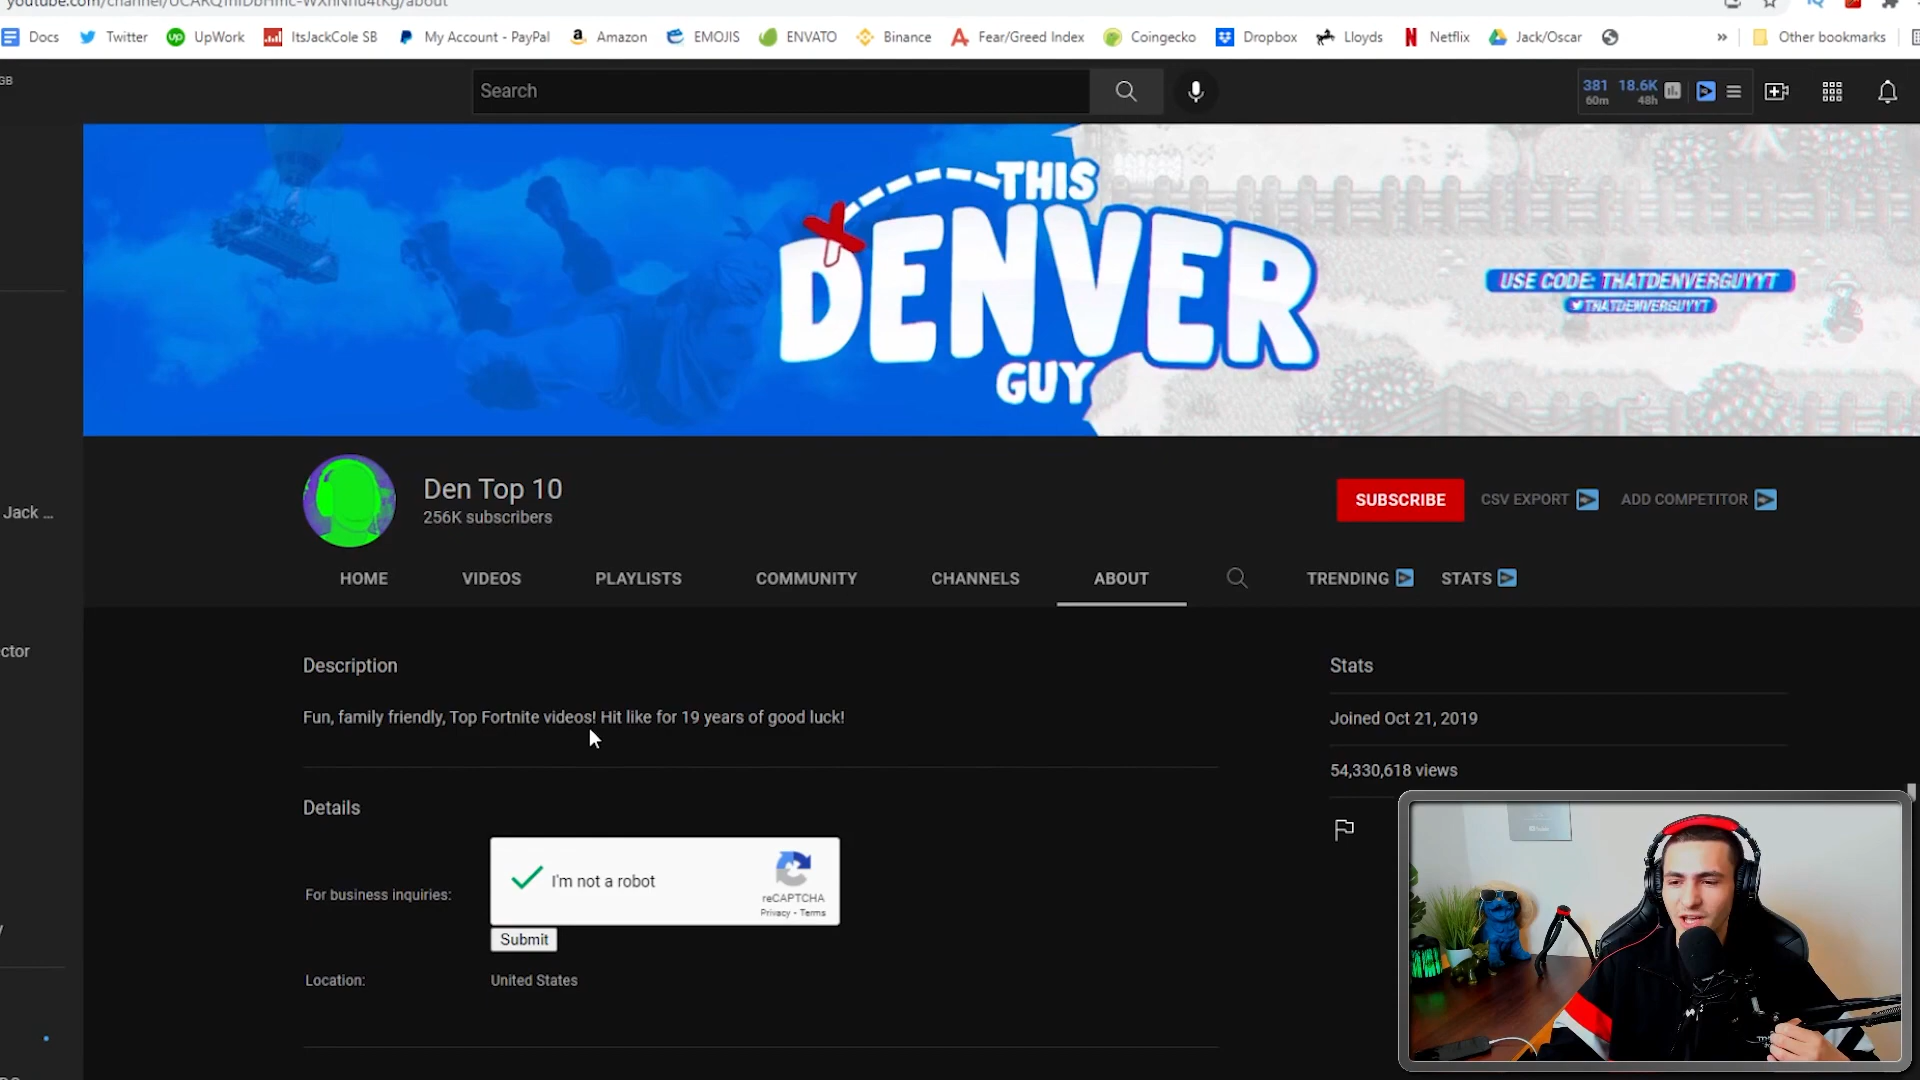 Docs Twitter UpWork ItsJackCole SB My Account - PayPal Amazon EMOJIS ENVATO Binance Fear/Greed Index Coingecko Dropbox Lloyds Netflix Jack/Oscar » Other bookmarks
GB
Search
381 18.6K
60m 48h
THIS
DENVER
GUY
USE CODE: THATDENVERGUYYT
THATDENVERGUYYT
Jack ...
Den Top 10
256K subscribers
SUBSCRIBE CSV EXPORT ADD COMPETITOR
HOME VIDEOS PLAYLISTS COMMUNITY CHANNELS ABOUT TRENDING STATS
ctor
Description
Stats
Fun, family friendly, Top Fortnite videos! Hit like for 19 years of good luck!
Joined Oct 21, 2019
54,330,618 views
Details
For business inquiries:
I'm not a robot
reCAPTCHA
Privacy - Terms
Submit
Location: United States